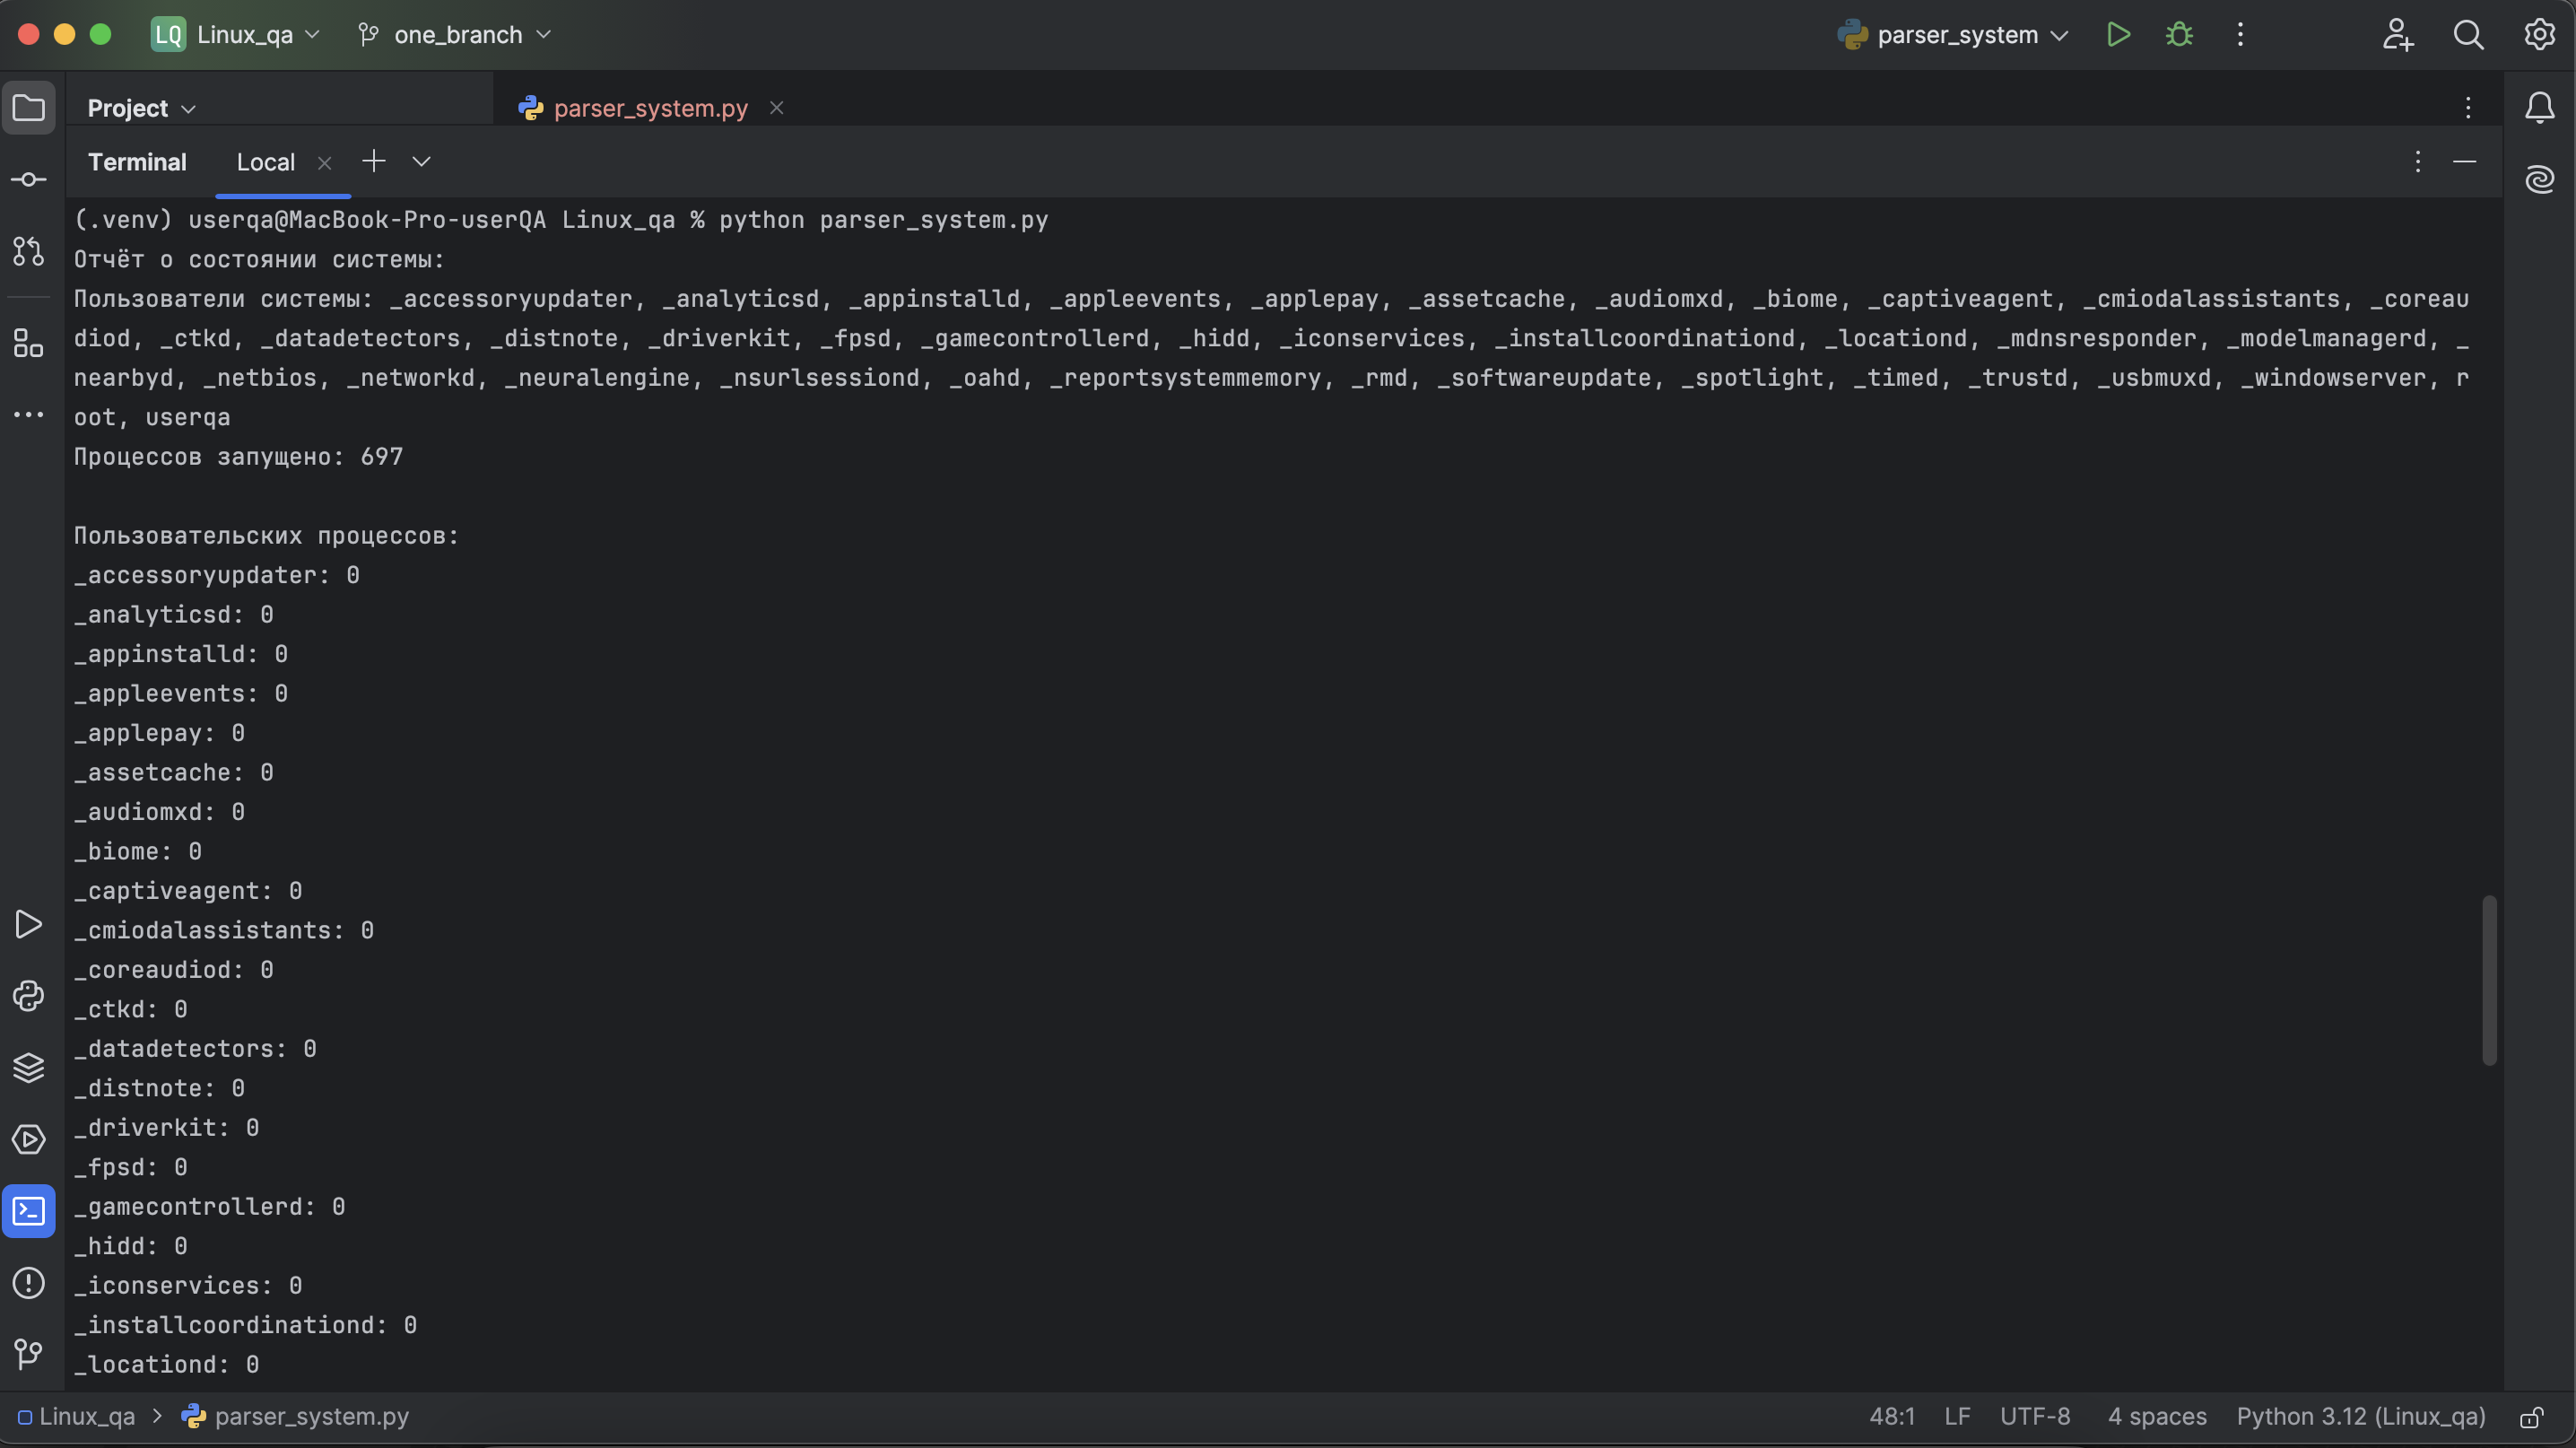 LQ Linux_qa one_branch parser_system
Project parser_system.py
Terminal Local
(.venv) userqa@MacBook-Pro-userQA Linux_qa % python parser_system.py
Отчёт о состоянии системы:
Пользователи системы: _accessoryupdater, _analyticsd, _appinstalld, _appleevents, _applepay, _assetcache, _audiomxd, _biome, _captiveagent, _cmiodalassistants, _coreau
diod, _ctkd, _datadetectors, _distnote, _driverkit, _fpsd, _gamecontrollerd, _hidd, _iconservices, _installcoordinationd, _locationd, _mdnsresponder, _modelmanagerd, _
nearbyd, _netbios, _networkd, _neuralengine, _nsurlsessiond, _oahd, _reportsystemmemory, _rmd, _softwareupdate, _spotlight, _timed, _trustd, _usbmuxd, _windowserver, r
oot, userqa
Процессов запущено: 697
Пользовательских процессов:
_accessoryupdater: 0
_analyticsd: 0
_appinstalld: 0
_appleevents: 0
_applepay: 0
_assetcache: 0
_audiomxd: 0
_biome: 0
_captiveagent: 0
_cmiodalassistants: 0
_coreaudiod: 0
_ctkd: 0
_datadetectors: 0
_distnote: 0
_driverkit: 0
_fpsd: 0
_gamecontrollerd: 0
_hidd: 0
_iconservices: 0
_installcoordinationd: 0
_locationd: 0
Linux_qa > parser_system.py 48:1 LF UTF-8 4 spaces Python 3.12 (Linux_qa)